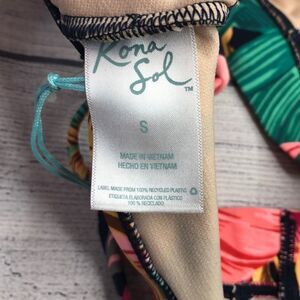 Kona
Sol
™
S
MADE IN VIETNAM
HECHO EN VIETNAM
LABEL MADE FROM 100% RECYCLED PLASTIC
ETIQUETA ELABORADA CON PLÁSTICO
100 % RECICLADO